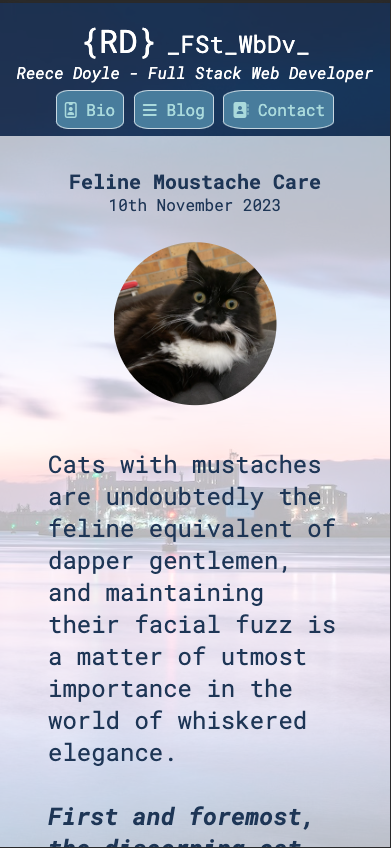 {RD} _FSt_WbDv_
Reece Doyle - Full Stack Web Developer
Bio Blog Contact
Feline Moustache Care
10th November 2023
Cats with mustaches
are undoubtedly the
feline equivalent of
dapper gentlemen,
and maintaining
their facial fuzz is
a matter of utmost
importance in the
world of whiskered
elegance.
First and foremost,
the discerning cat